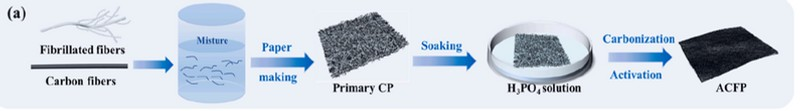 (a)
Fibrillated fibers
Carbon fibers
Mixture
Paper
making
Primary CP
Soaking
H₃PO₄ solution
Carbonization
Activation
ACFP